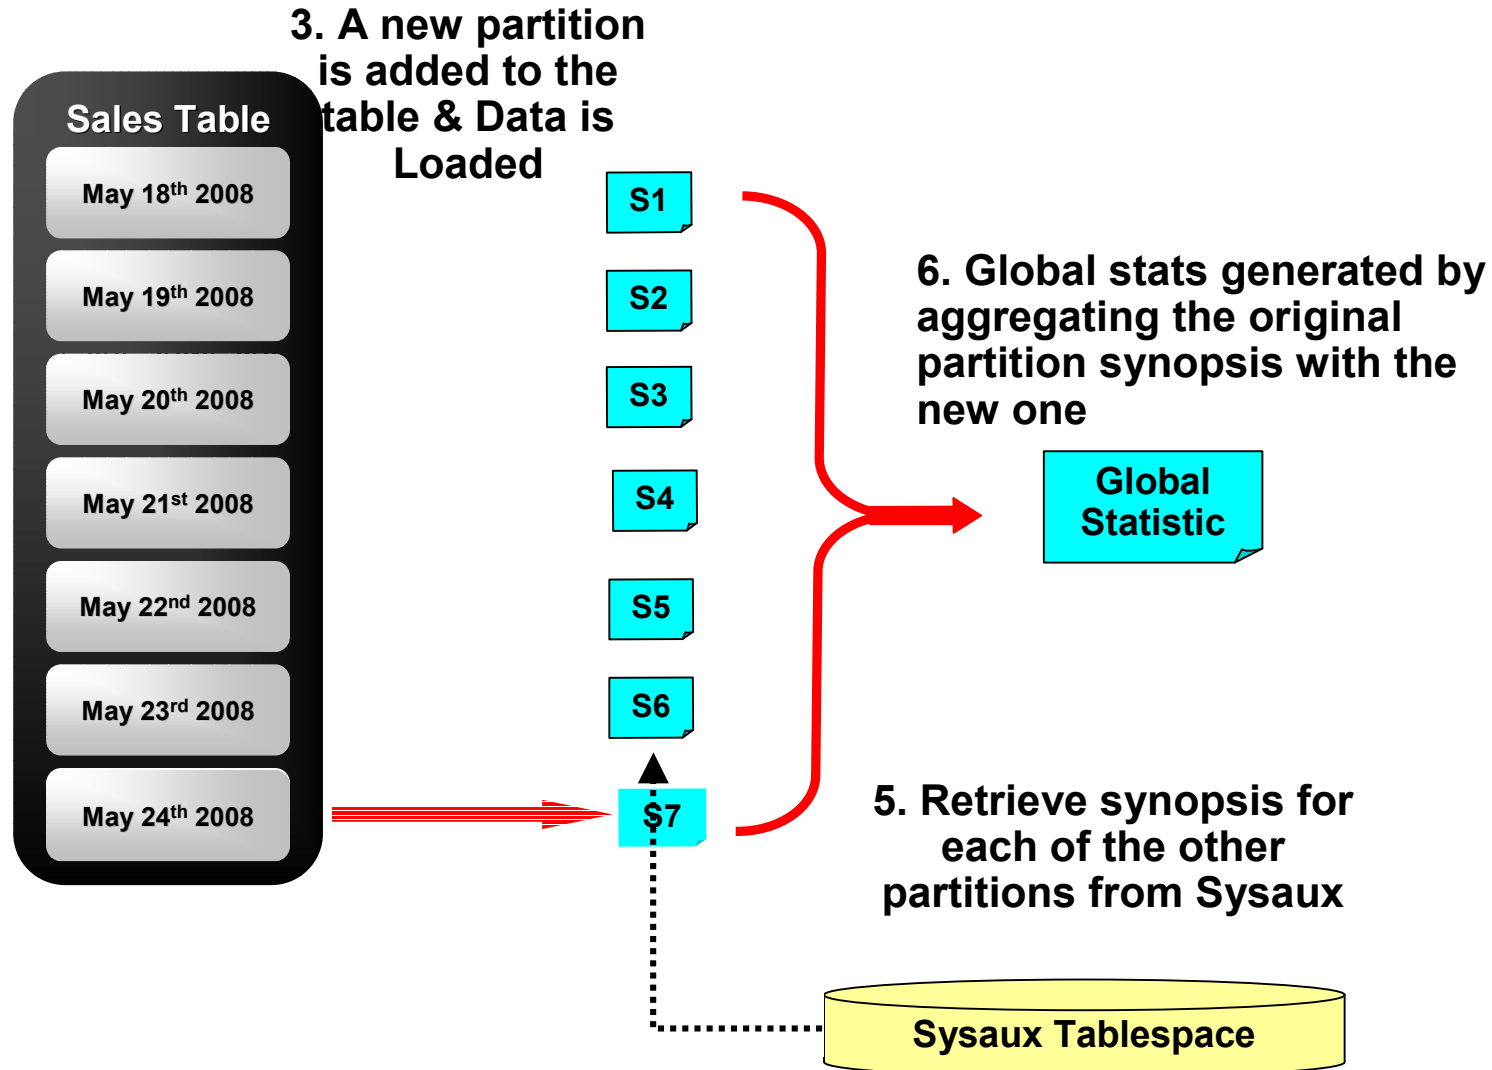 3. A new partition
is added to the
table & Data is
Loaded
Sales Table
May 18th 2008
May 19th 2008
May 20th 2008
May 21st 2008
May 22nd 2008
May 23rd 2008
May 24th 2008
S1
S2
S3
S4
S5
S6
S7
6. Global stats generated by
aggregating the original
partition synopsis with the
new one
Global
Statistic
5. Retrieve synopsis for
each of the other
partitions from Sysaux
Sysaux Tablespace